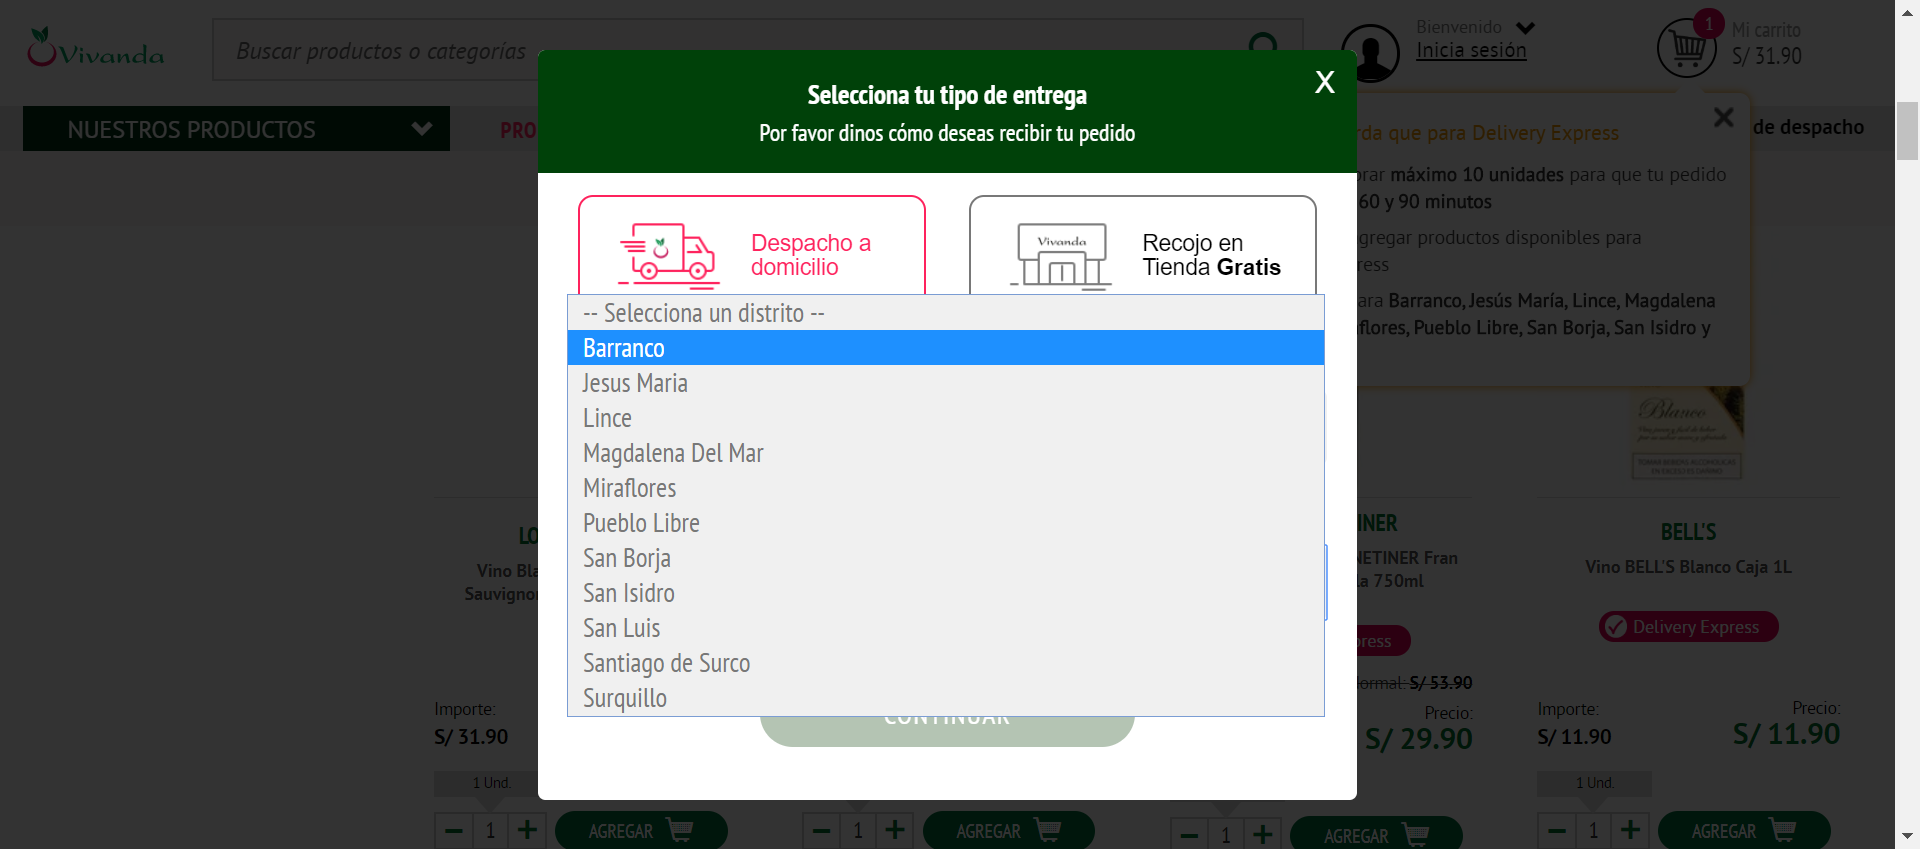 Vivanda
Buscar productos o categorías
Bienvenido
Inicia sesión
1
Mi carrito
S/ 31.90
NUESTROS PRODUCTOS
PRO
de despacho
Selecciona tu tipo de entrega
X
Por favor dinos cómo deseas recibir tu pedido
rda que para Delivery Express
rar máximo 10 unidades para que tu pedido
60 y 90 minutos
gregar productos disponibles para
ress
ara Barranco, Jesús María, Lince, Magdalena
flores, Pueblo Libre, San Borja, San Isidro y
Despacho a
domicilio
Vivanda
Recojo en
Tienda Gratis
-- Selecciona un distrito --
Barranco
Jesus Maria
Lince
Magdalena Del Mar
Miraflores
Pueblo Libre
San Borja
San Isidro
San Luis
Santiago de Surco
Surquillo
CONTINUAR
Blanco
LO
Vino Bla
Sauvignon
Importe:
S/ 31.90
1 Und.
1
AGREGAR
1
AGREGAR
INER
NETINER Fran
la 750ml
ress
ormal: S/ 53.90
Precio:
S/ 29.90
1
AGREGAR
BELL'S
Vino BELL'S Blanco Caja 1L
Delivery Express
Importe:
S/ 11.90
Precio:
S/ 11.90
1 Und.
1
AGREGAR